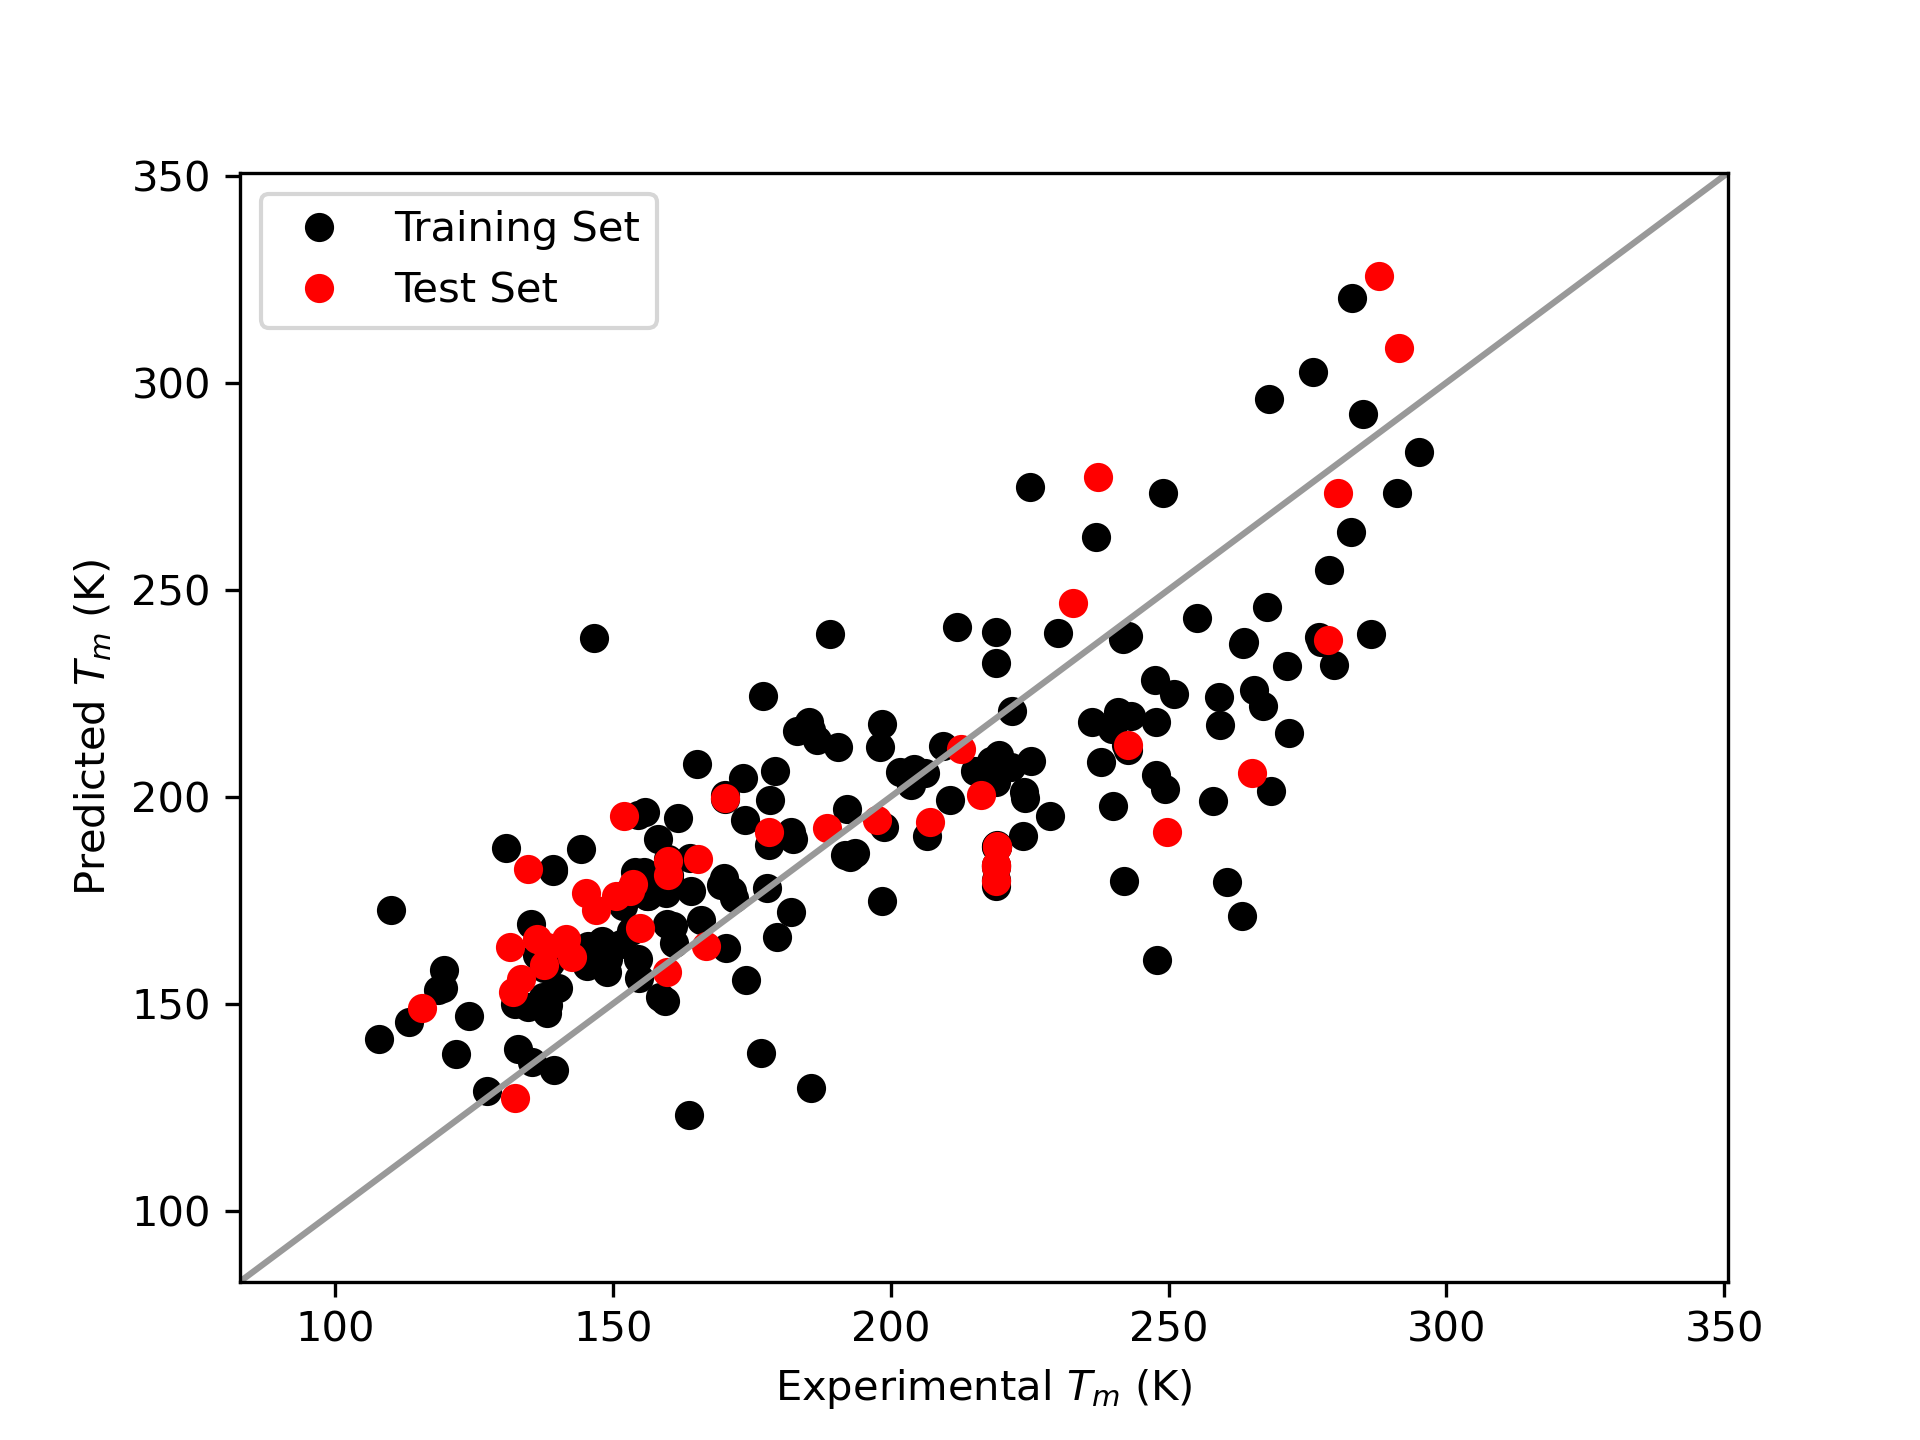 Training Set
Test Set
350
300
250
200
150
100
Predicted Tm (K)
100 150 200 250 300 350
Experimental Tm (K)